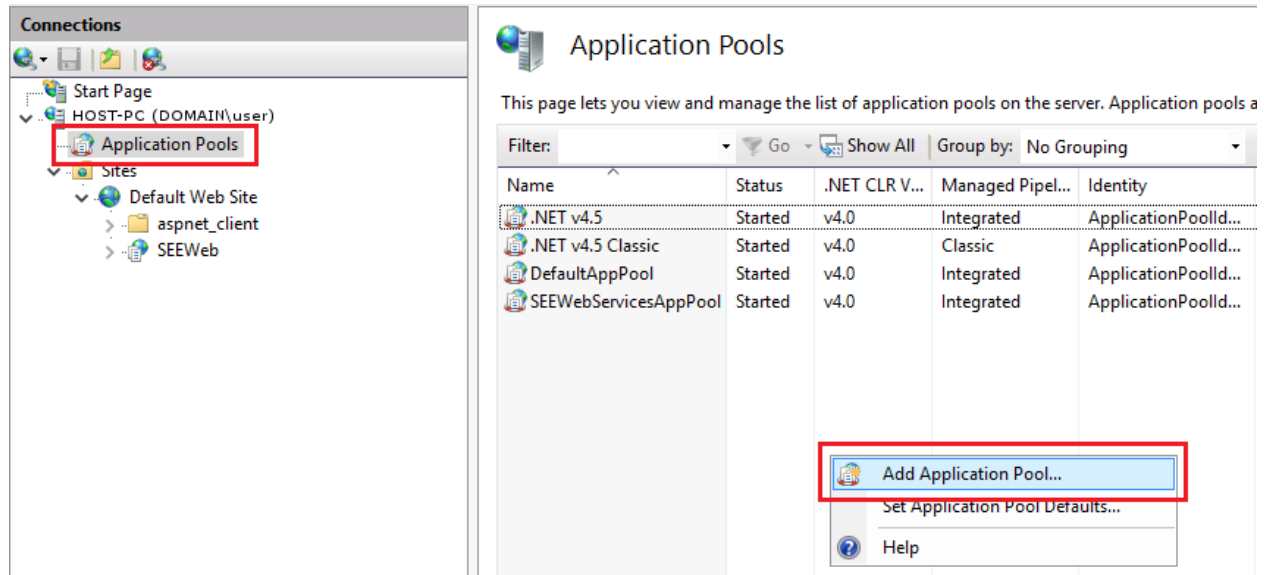 Connections
Start Page
HOST-PC (DOMAIN\user)
Application Pools
Sites
Default Web Site
aspnet_client
SEEWeb
Application Pools
This page lets you view and manage the list of application pools on the server. Application pools a
Filter: Go Show All Group by: No Grouping
Name Status .NET CLR V... Managed Pipel... Identity
.NET v4.5 Started v4.0 Integrated ApplicationPoolId...
.NET v4.5 Classic Started v4.0 Classic ApplicationPoolId...
DefaultAppPool Started v4.0 Integrated ApplicationPoolId...
SEEWebServicesAppPool Started v4.0 Integrated ApplicationPoolId...
Add Application Pool...
Set Application Pool Defaults...
Help